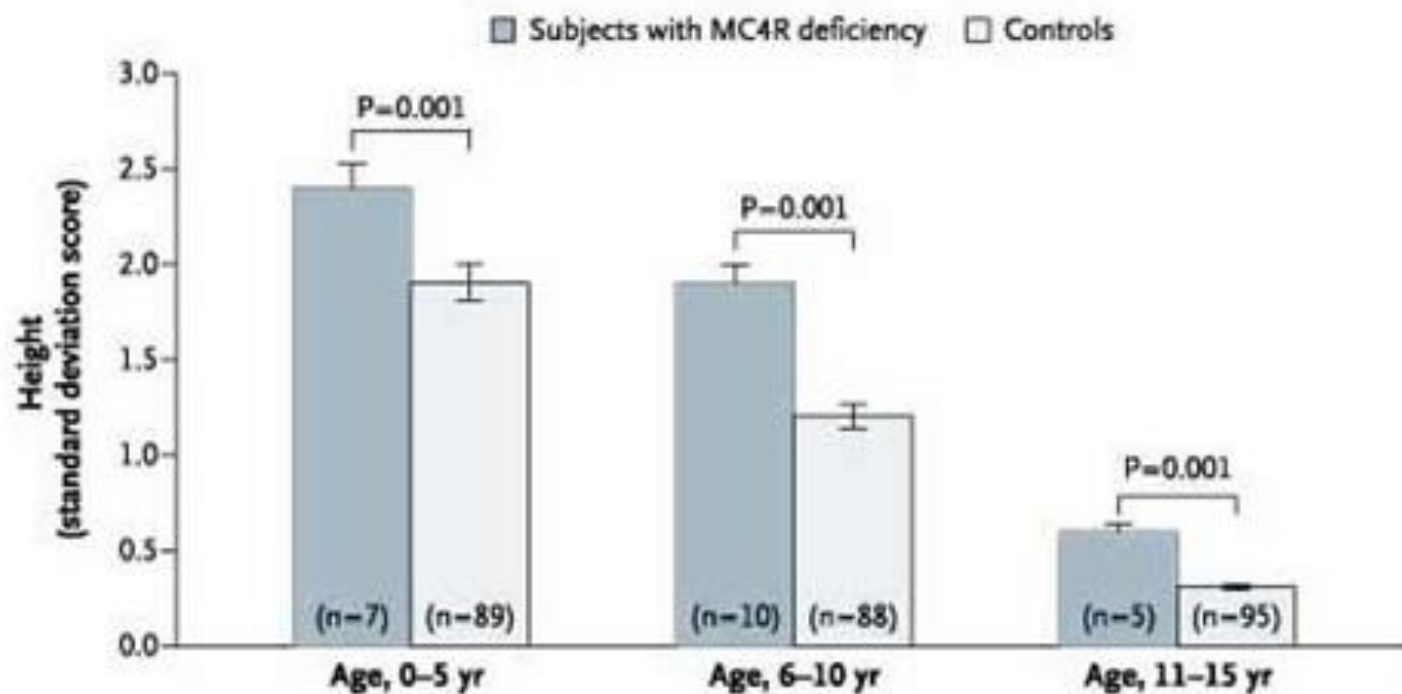 Subjects with MC4R deficiency Controls
Height
(standard deviation score)
3.0
2.5
2.0
1.5
1.0
0.5
0.0
P=0.001
P=0.001
P=0.001
(n=7) (n=89) (n=10) (n=88) (n=5) (n=95)
Age, 0–5 yr Age, 6–10 yr Age, 11–15 yr